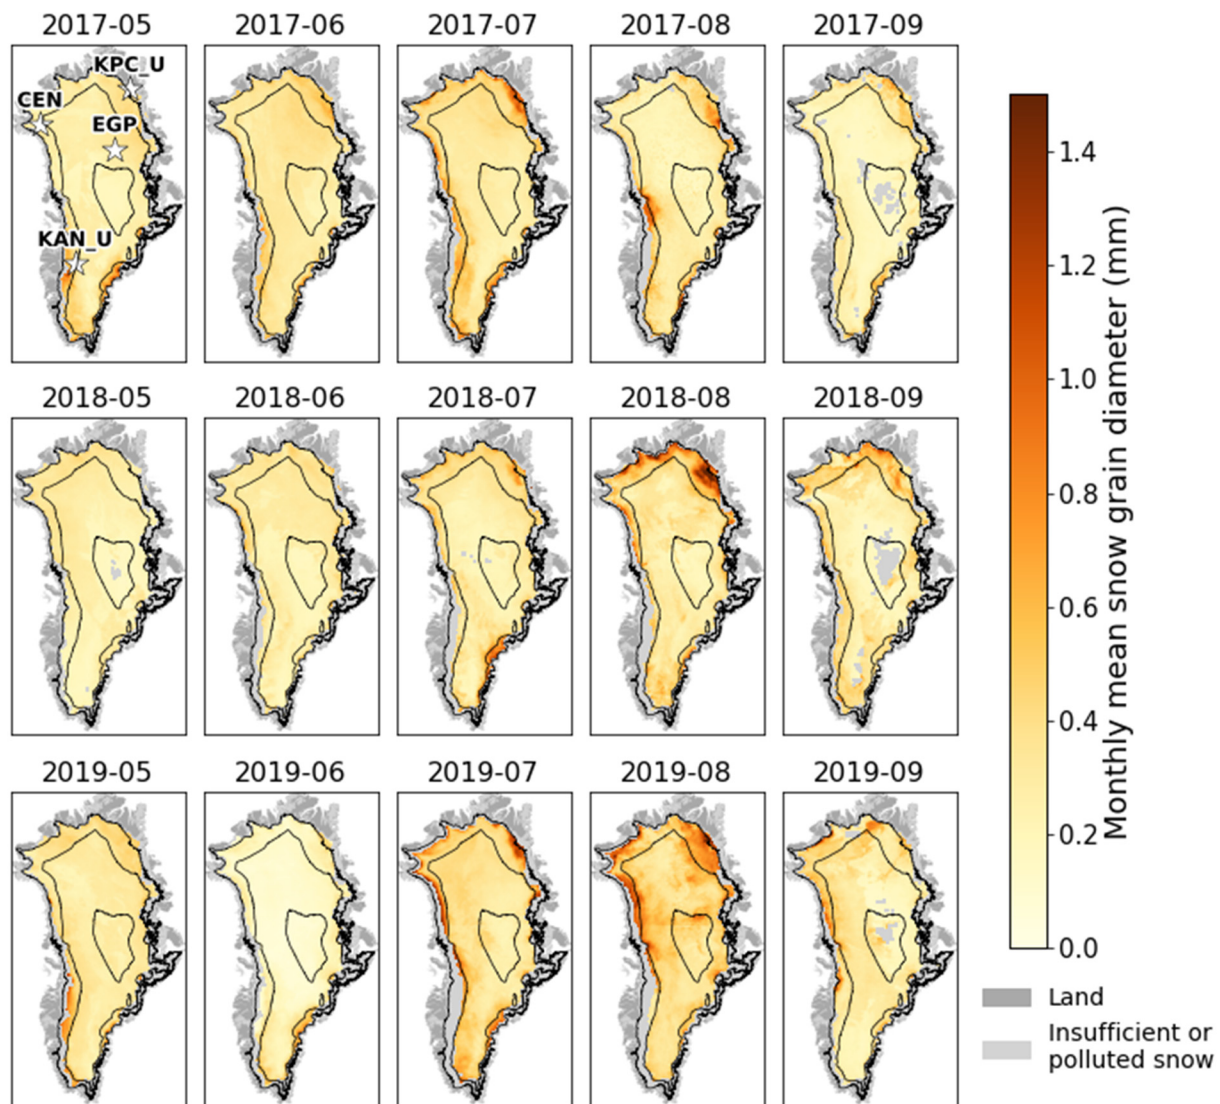 2017-05
2017-06
2017-07
2017-08
2017-09
KPC_U
CEN
EGP
KAN_U
2018-05
2018-06
2018-07
2018-08
2018-09
2019-05
2019-06
2019-07
2019-08
2019-09
1.4
1.2
1.0
0.8
0.6
0.4
0.2
0.0
Monthly mean snow grain diameter (mm)
Land
Insufficient or
polluted snow